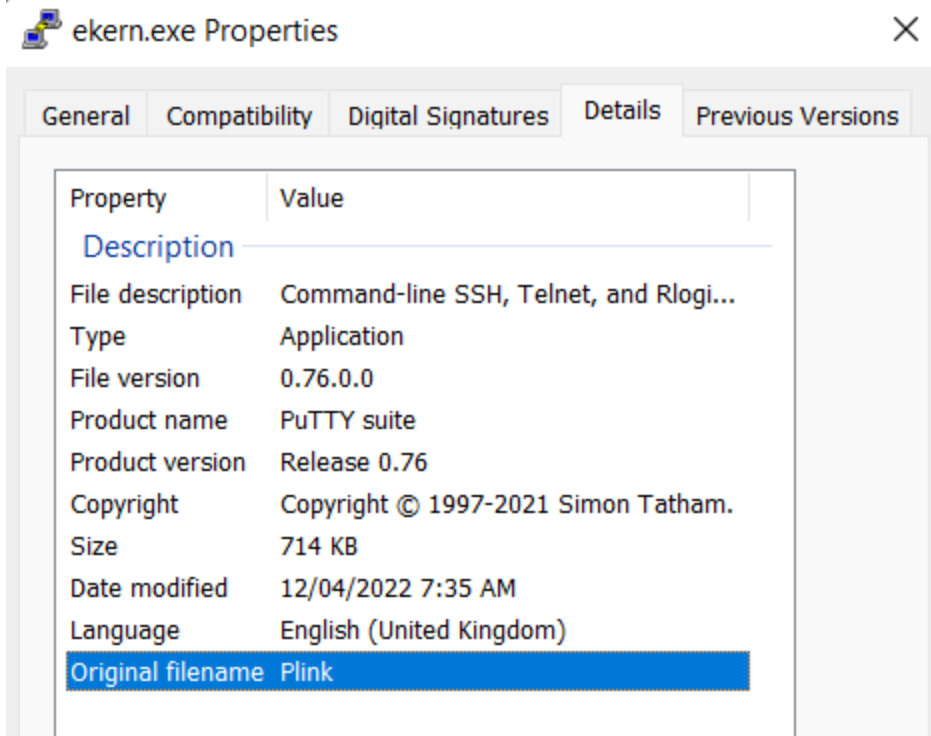 ekern.exe Properties
General Compatibility Digital Signatures Details Previous Versions
Property Value
Description
File description Command-line SSH, Telnet, and Rlogi...
Type Application
File version 0.76.0.0
Product name PuTTY suite
Product version Release 0.76
Copyright Copyright © 1997-2021 Simon Tatham.
Size 714 KB
Date modified 12/04/2022 7:35 AM
Language English (United Kingdom)
Original filename Plink